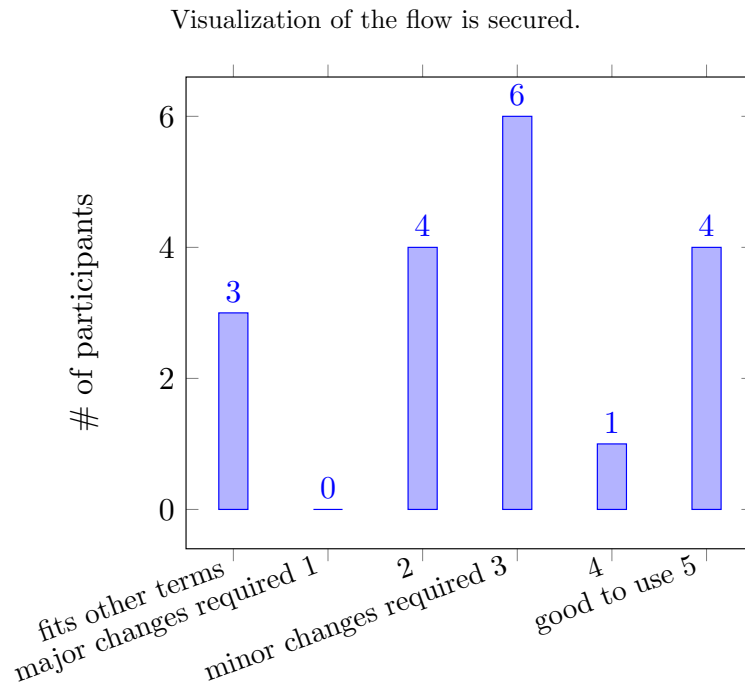 Visualization of the flow is secured.
6
4
2
0
# of participants
3
0
4
6
1
4
fits other terms
major changes required 1
2
minor changes required 3
4
good to use 5